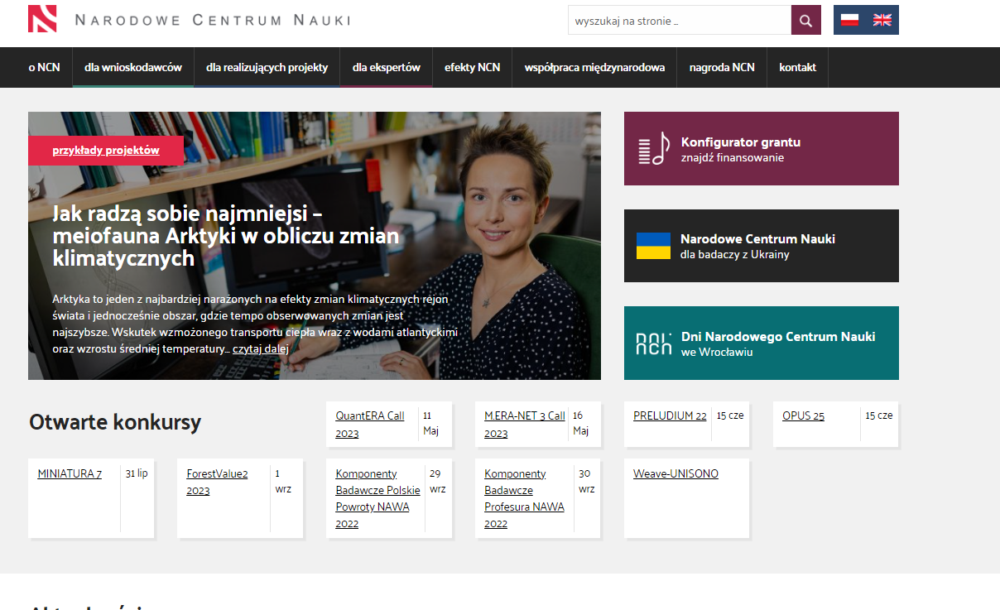 NARODOWE CENTRUM NAUKI
wyszukaj na stronie ...
o NCN
dla wnioskodawców
dla realizujących projekty
dla ekspertów
efekty NCN
współpraca międzynarodowa
nagroda NCN
kontakt
przykłady projektów
Jak radzą sobie najmniejsi –
meiofauna Arktyki w obliczu zmian
klimatycznych
Arktyka to jeden z najbardziej narażonych na efekty zmian klimatycznych rejon
świata i jednocześnie obszar, gdzie tempo obserwowanych zmian jest
najszybsze. Wskutek wzmożonego transportu ciepła wraz z wodami atlantyckimi
oraz wzrostu średniej temperatury... czytaj dalej
Konfigurator grantu
znajdź finansowanie
Narodowe Centrum Nauki
dla badaczy z Ukrainy
Dni Narodowego Centrum Nauki
we Wrocławiu
Otwarte konkursy
QuantERA Call
2023
11
Maj
M.ERA-NET 3 Call
2023
16
Maj
PRELUDIUM 22
15 cze
OPUS 25
15 cze
MINIATURA 7
31 lip
ForestValue2
2023
1
wrz
Komponenty
Badawcze Polskie
Powroty NAWA
2022
29
wrz
Komponenty
Badawcze
Profesura NAWA
2022
30
wrz
Weave-UNISONO